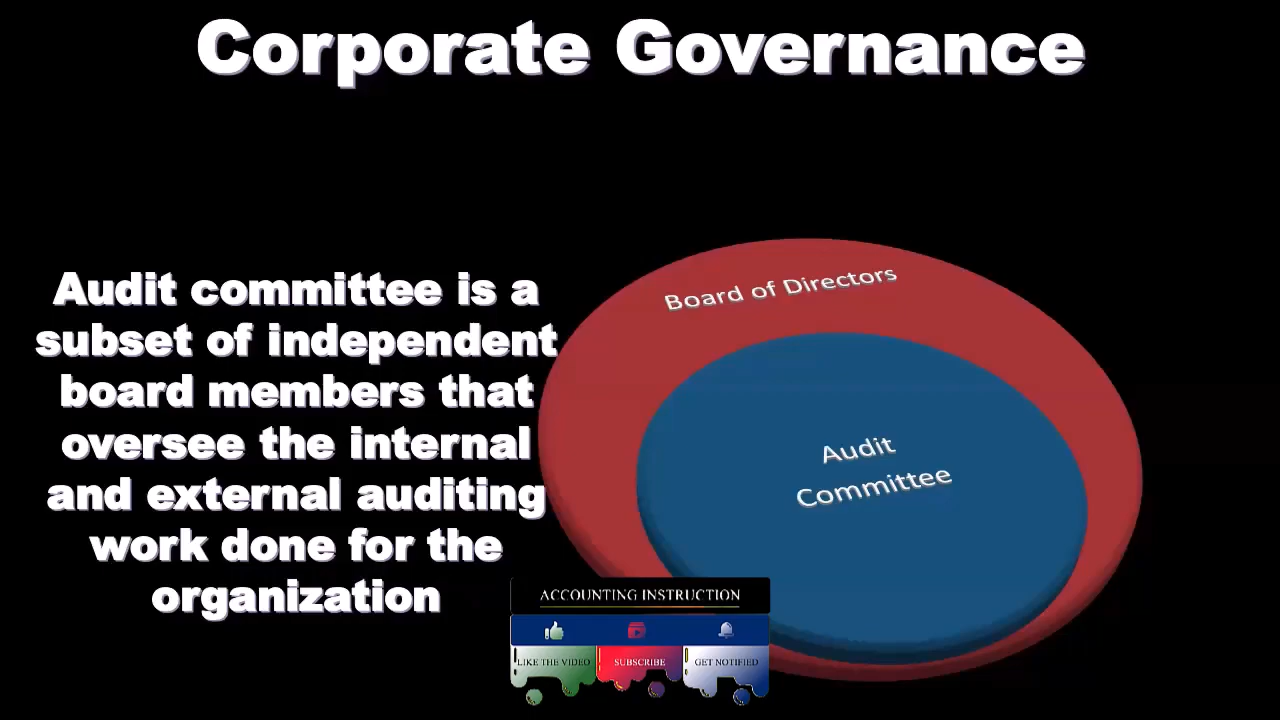 Corporate Governance
Audit committee is a
subset of independent
board members that
oversee the internal
and external auditing
work done for the
organization
Board of Directors
Audit
Committee
ACCOUNTING INSTRUCTION
LIKE THE VIDEO
SUBSCRIBE
GET NOTIFIED